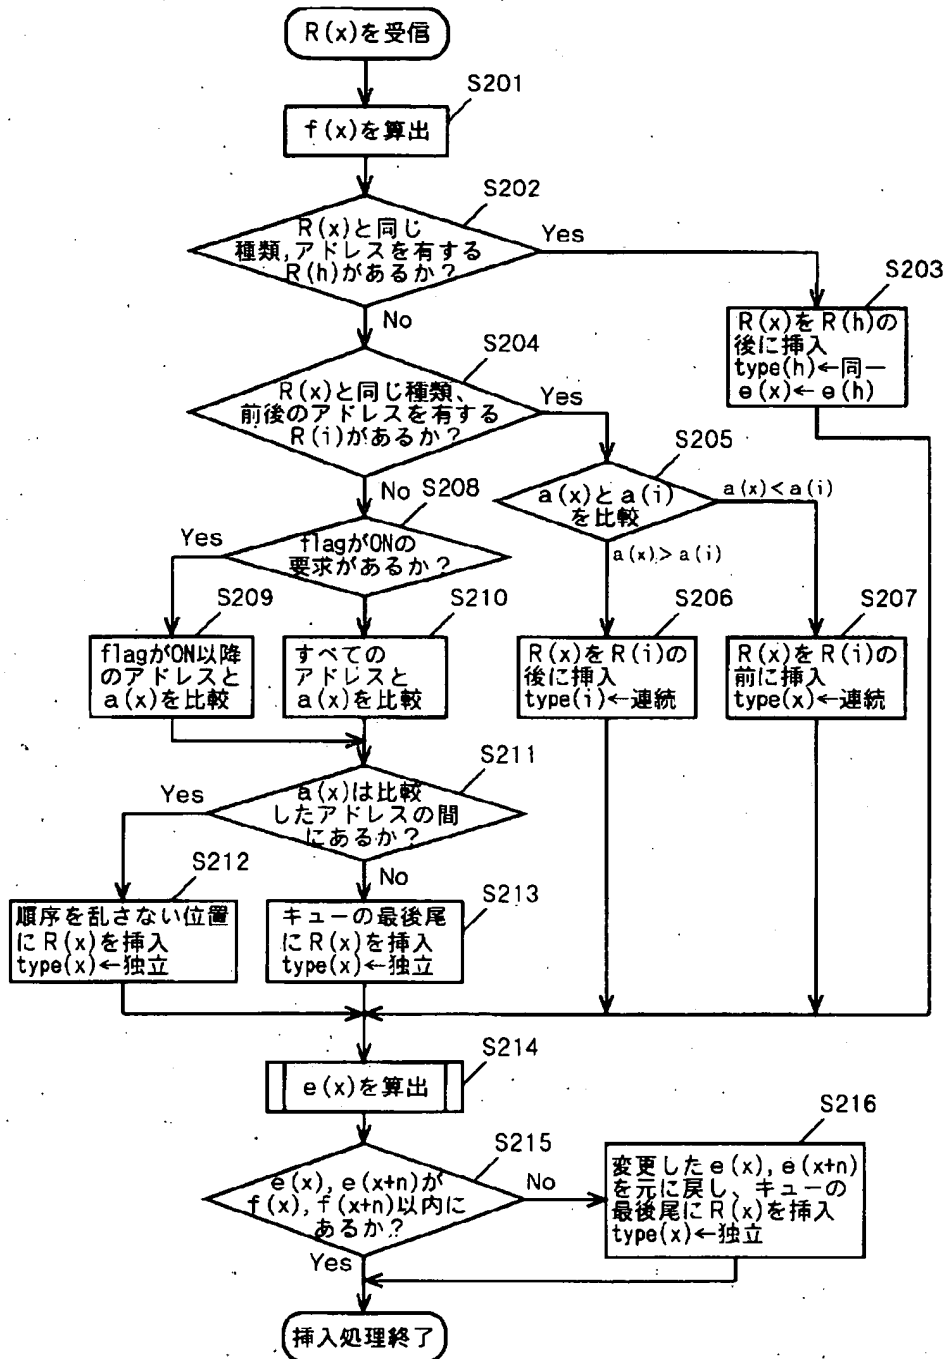 R(x)を受信
S201
f(x)を算出
S202
R(x)と同じ
種類,アドレスを有する
R(h)があるか?
Yes
No
S203
R(x)をR(h)の
後に挿入
type(h)←同一
e(x)←e(h)
S204
R(x)と同じ種類、
前後のアドレスを有する
R(i)があるか?
Yes
No
S205
a(x)とa(i)
を比較
a(x)<a(i)
a(x)>a(i)
S206
R(x)をR(i)の
後に挿入
type(i)←連続
S207
R(x)をR(i)の
前に挿入
type(x)←連続
S208
flagがONの
要求があるか?
Yes
S209
flagがON以降
のアドレスと
a(x)を比較
S210
すべての
アドレスと
a(x)を比較
S211
a(x)は比較
したアドレスの間
にあるか?
Yes
No
S212
順序を乱さない位置
にR(x)を挿入
type(x)←独立
S213
キューの最後尾
にR(x)を挿入
type(x)←独立
S214
e(x)を算出
S215
e(x),e(x+n)が
f(x),f(x+n)以内に
あるか?
No
Yes
S216
変更したe(x),e(x+n)
を元に戻し、キューの
最後尾にR(x)を挿入
type(x)←独立
挿入処理終了